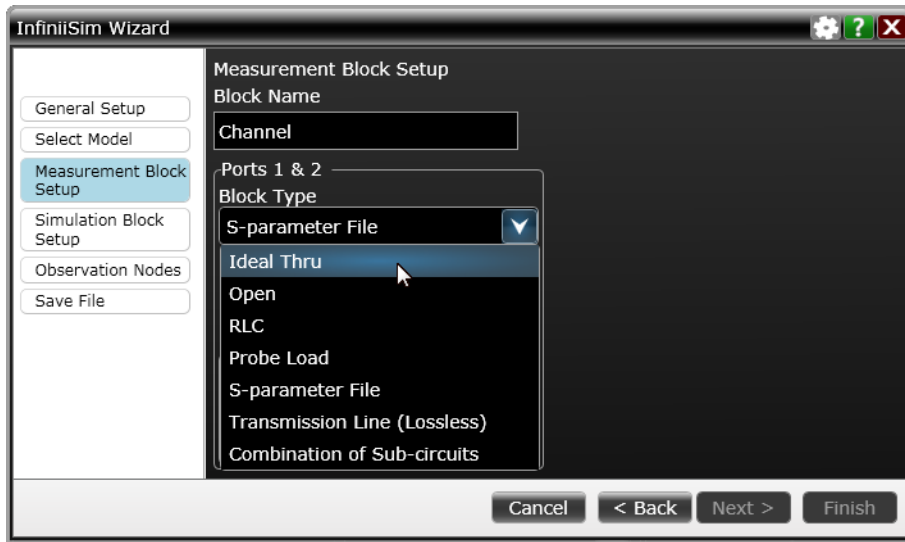 InfiniiSim Wizard
?
X
General Setup
Select Model
Measurement Block
Setup
Simulation Block
Setup
Observation Nodes
Save File
Measurement Block Setup
Block Name
Channel
Ports 1 & 2
Block Type
S-parameter File
Ideal Thru
Open
RLC
Probe Load
S-parameter File
Transmission Line (Lossless)
Combination of Sub-circuits
Cancel
< Back
Next >
Finish